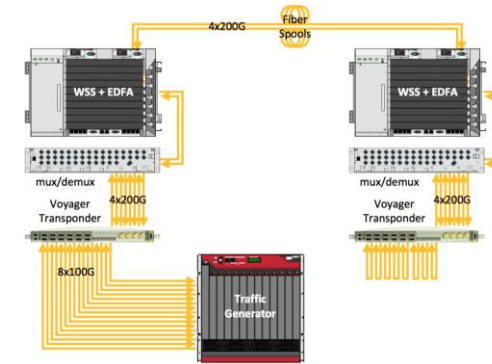 4x200G
Fiber
Spools
WSS + EDFA
WSS + EDFA
mux/demux
4x200G
Voyager
Transponder
mux/demux
4x200G
Voyager
Transponder
8x100G
Traffic
Generator